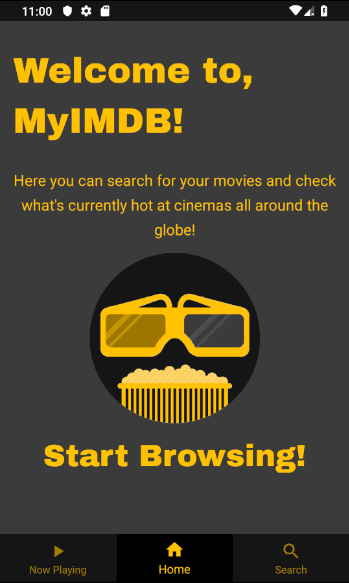 11:00
Welcome to,
MyIMDB!
Here you can search for your movies and check
what's currently hot at cinemas all around the
globe!
Start Browsing!
Now Playing
Home
Search